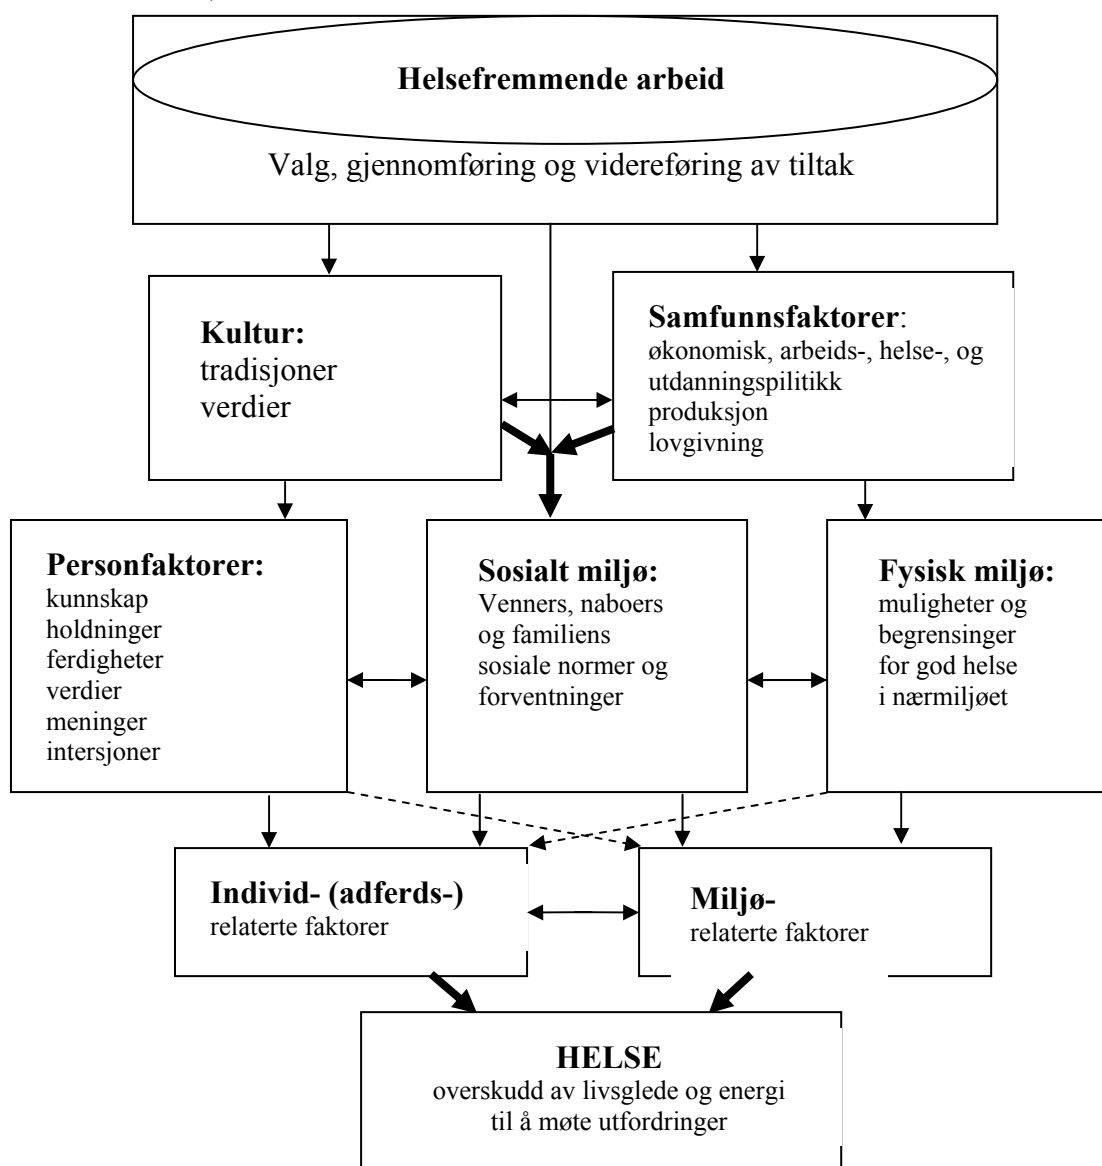 Helsefremmende arbeid
Valg, gjennomføring og videreføring av tiltak
Kultur:
tradisjoner
verdier
Samfunnsfaktorer:
økonomisk, arbeids-, helse-, og
utdanningspilitikk
produksjon
lovgivning
Personfaktorer:
kunnskap
holdninger
ferdigheter
verdier
meninger
intersjoner
Sosialt miljø:
Venners, naboers
og familiens
sosiale normer og
forventninger
Fysisk miljø:
muligheter og
begrensinger
for god helse
i nærmiljøet
Individ- (adferds-)
relaterte faktorer
Miljø-
relaterte faktorer
HELSE
overskudd av livsglede og energi
til å møte utfordringer